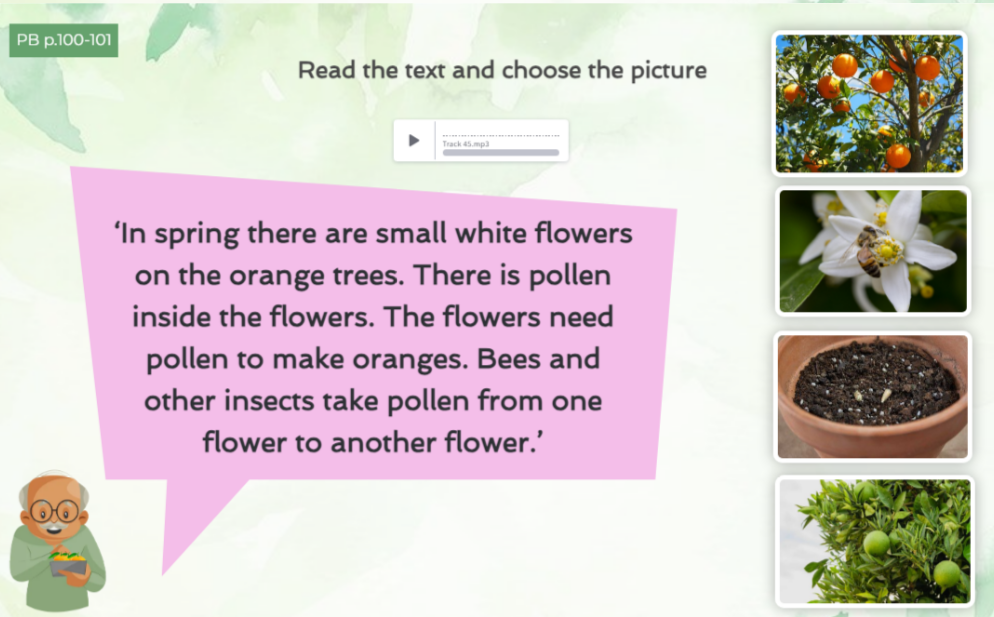 PB p.100-101
Read the text and choose the picture
Track 45.mp3
‘In spring there are small white flowers
on the orange trees. There is pollen
inside the flowers. The flowers need
pollen to make oranges. Bees and
other insects take pollen from one
flower to another flower.’